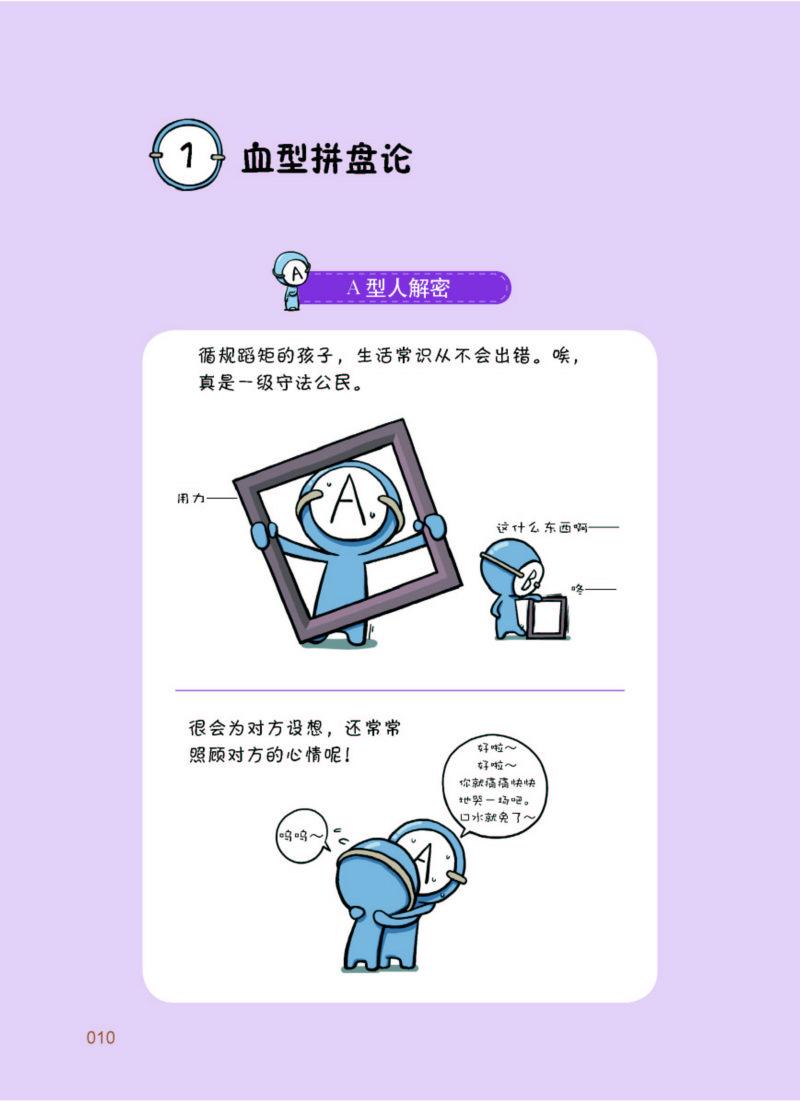 1
血型拼盘论
A
A 型人解密
循规蹈矩的孩子，生活常识从不会出错。唉，
真是一级守法公民。
A
用力
这什么东西啊
B
咚
很会为对方设想，还常常
照顾对方的心情呢！
好啦～
好啦～
你就痛痛快快
地哭一场吧。
口水就免了～
呜呜～
A
010